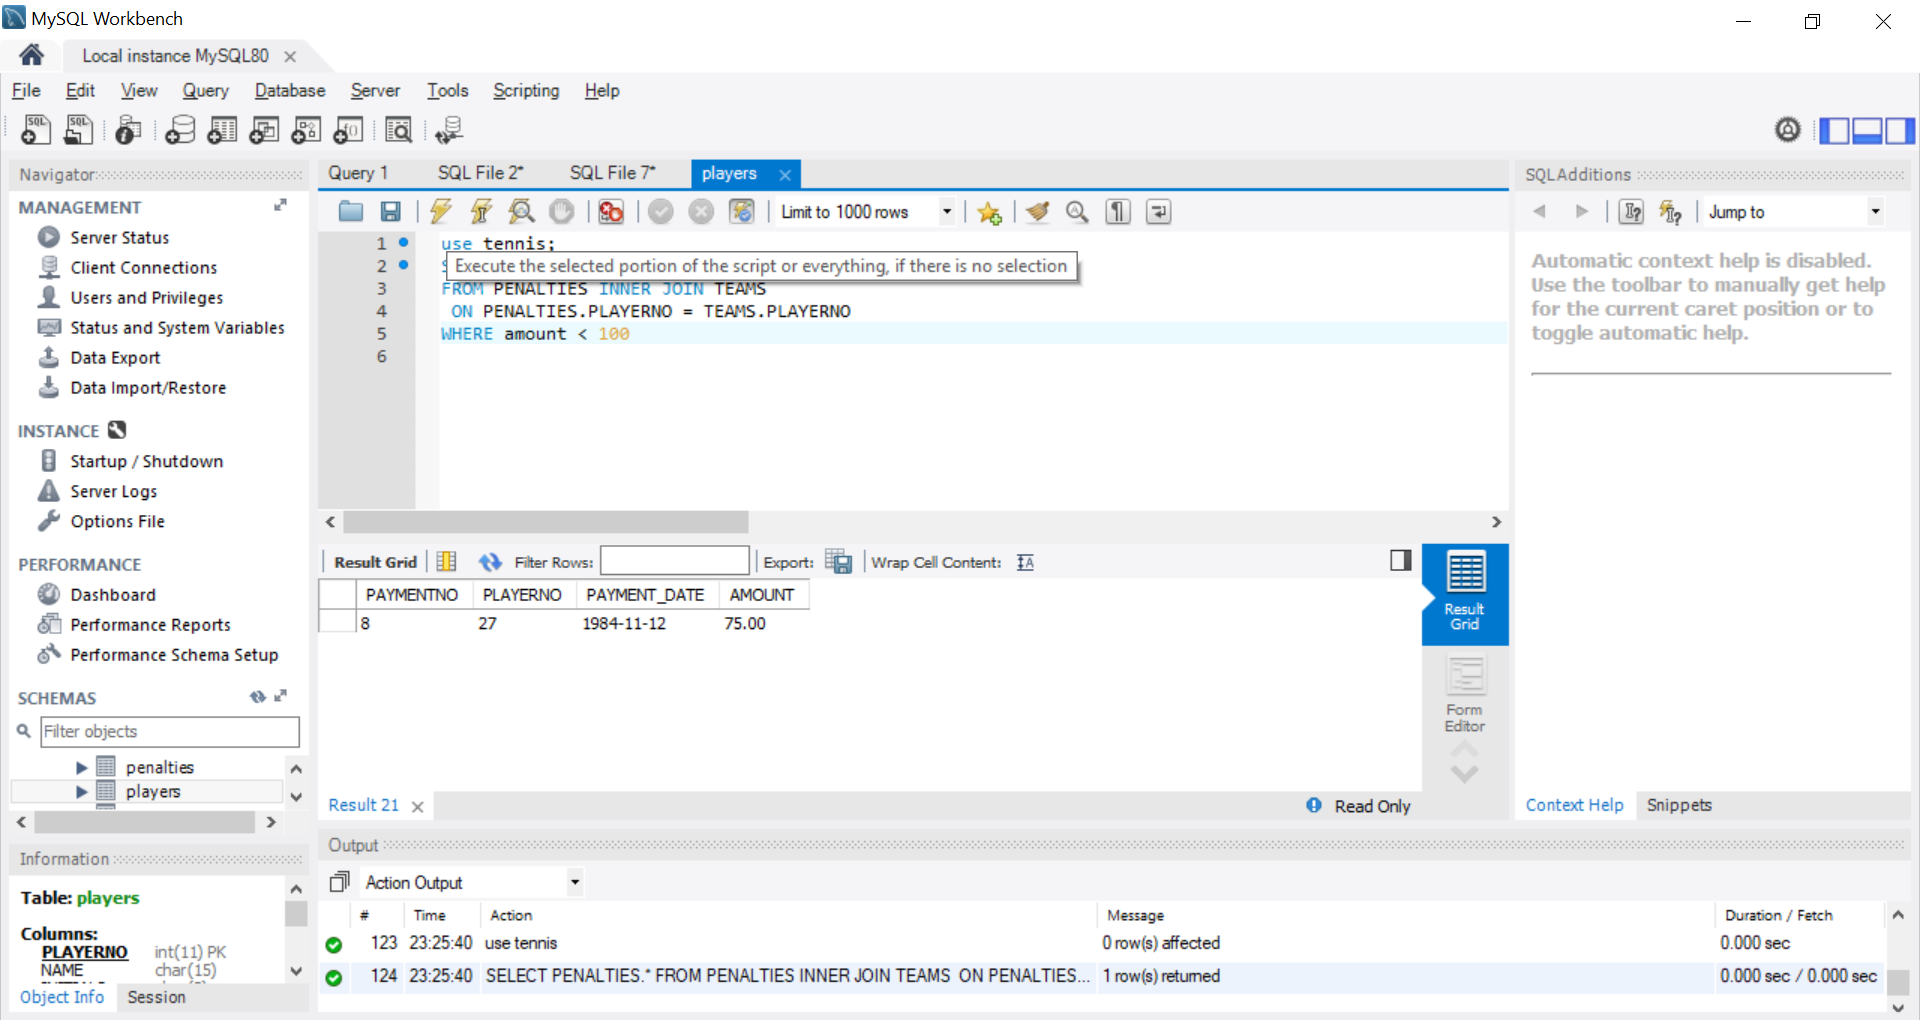 MySQL Workbench
Local instance MySQL80
File Edit View Query Database Server Tools Scripting Help
Navigator
MANAGEMENT
Server Status
Client Connections
Users and Privileges
Status and System Variables
Data Export
Data Import/Restore
INSTANCE
Startup / Shutdown
Server Logs
Options File
PERFORMANCE
Dashboard
Performance Reports
Performance Schema Setup
SCHEMAS
Filter objects
penalties
players
Information
Table: players
Columns:
PLAYERNO int(11) PK
NAME char(15)
Object Info Session
Query 1 SQL File 2* SQL File 7* players
Limit to 1000 rows
1 use tennis;
2
Execute the selected portion of the script or everything, if there is no selection
3 FROM PENALTIES INNER JOIN TEAMS
4 ON PENALTIES.PLAYERNO = TEAMS.PLAYERNO
5 WHERE amount < 100
6
Result Grid Filter Rows: Export: Wrap Cell Content:
PAYMENTNO PLAYERNO PAYMENT_DATE AMOUNT
8 27 1984-11-12 75.00
Result Grid
Form Editor
Result 21 Read Only
SQLAdditions
Jump to
Automatic context help is disabled.
Use the toolbar to manually get help
for the current caret position or to
toggle automatic help.
Context Help Snippets
Output
Action Output
# Time Action Message Duration / Fetch
123 23:25:40 use tennis 0 row(s) affected 0.000 sec
124 23:25:40 SELECT PENALTIES.* FROM PENALTIES INNER JOIN TEAMS ON PENALTIES... 1 row(s) returned 0.000 sec / 0.000 sec